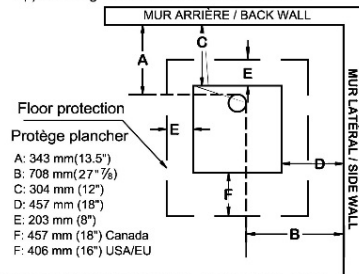 MUR ARRIÈRE / BACK WALL
A
C
E
MUR LATÉRAL / SIDE WALL
Floor protection
Protège plancher
E
D
F
B
A: 343 mm(13.5")
B: 708 mm(27" 7/8)
C: 304 mm (12")
D: 457 mm (18")
E: 203 mm (8")
F: 457 mm (18") Canada
F: 406 mm (16") USA/EU